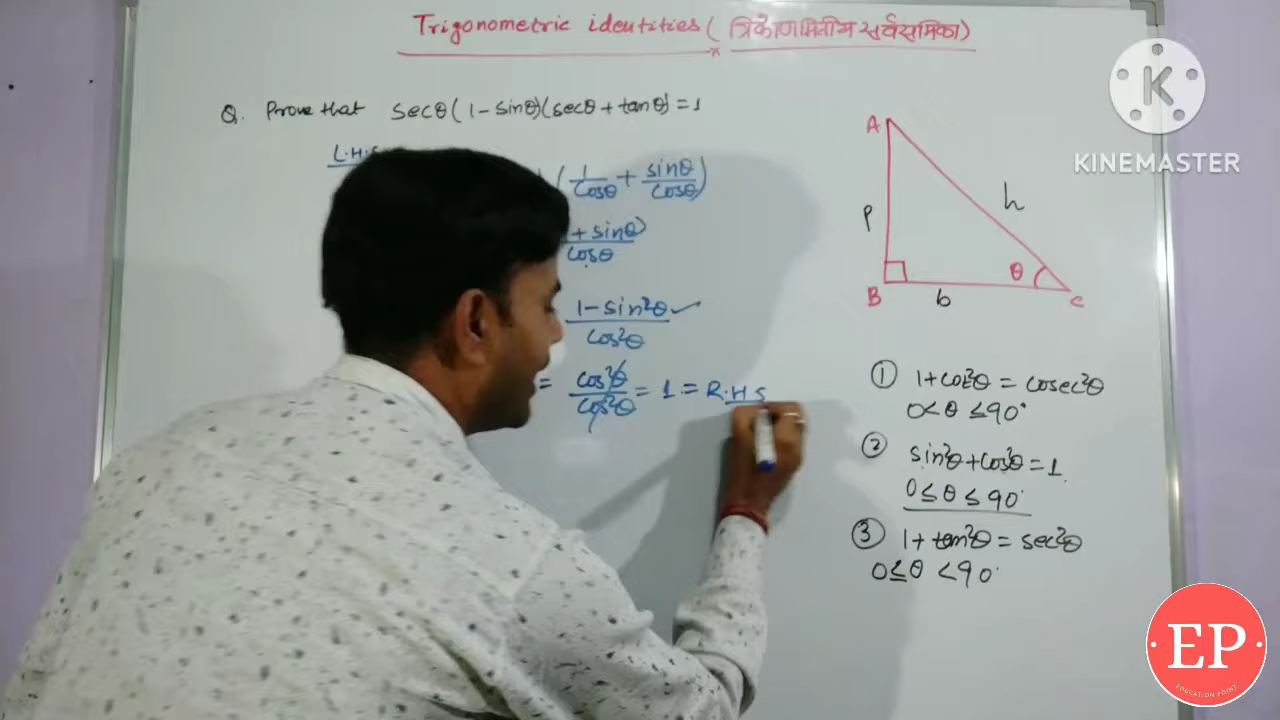 Trigonometric identities ( त्रिकोणमितीय सर्वसमिका )
Q. Prove that secθ ( 1 - sinθ)(secθ + tanθ) = 1
L.H.S
( 1/cosθ + sinθ/cosθ )
+ sinθ)
cosθ
1 - sin²θ
cos²θ
= cos²θ/cos²θ = 1 = R.H.S
A
p
h
θ
B
b
C
① 1 + cot²θ = cosec²θ
0 < θ ≤ 90°
② sin²θ + cos²θ = 1
0 ≤ θ ≤ 90°
③ 1 + tan²θ = sec²θ
0 ≤ θ < 90°
K
KINEMASTER
EP
EDUCATION POINT